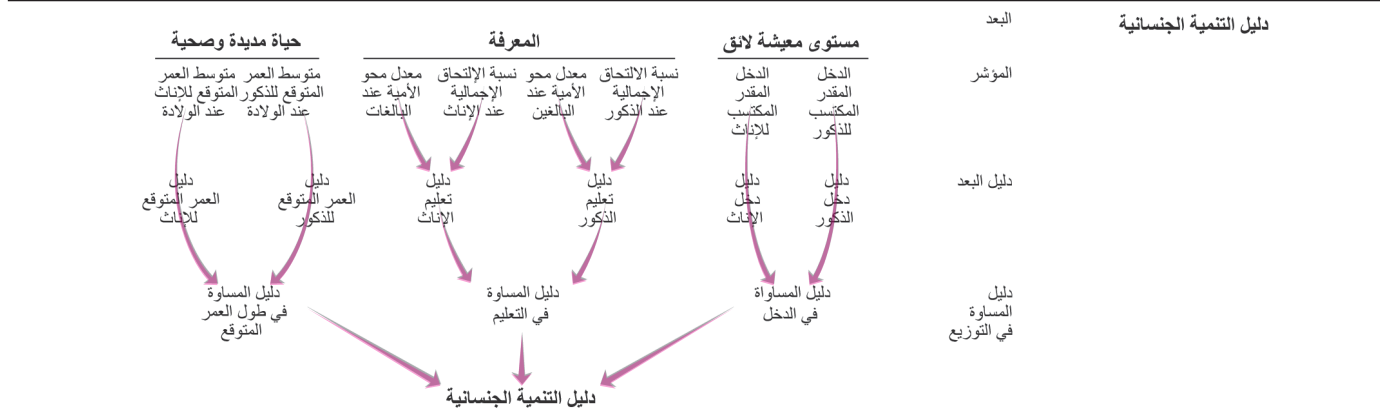 دليل التنمية الجنسانية
البعد
مستوى معيشة لائق
المعرفة
حياة مديدة وصحية
المؤشر
الدخل
المقدر
المكتسب
للذكور
الدخل
المقدر
المكتسب
للإناث
نسبة الالتحاق
الإجمالية
عند الذكور
معدل محو
الأمية عند
البالغين
نسبة الإلتحاق
الإجمالية
عند الإناث
معدل محو
الأمية عند
البالغات
متوسط العمر
المتوقع للذكور
عند الولادة
متوسط العمر
المتوقع للإناث
عند الولادة
دليل البعد
دليل
دخل
الذكور
دليل
دخل
الإناث
دليل
تعليم
الذكور
دليل
تعليم
الإناث
دليل
العمر المتوقع
للذكور
دليل
العمر المتوقع
للإناث
دليل
المساوة
في التوزيع
دليل المساواة
في الدخل
دليل المساوة
في التعليم
دليل المساوة
في طول العمر
المتوقع
دليل التنمية الجنسانية